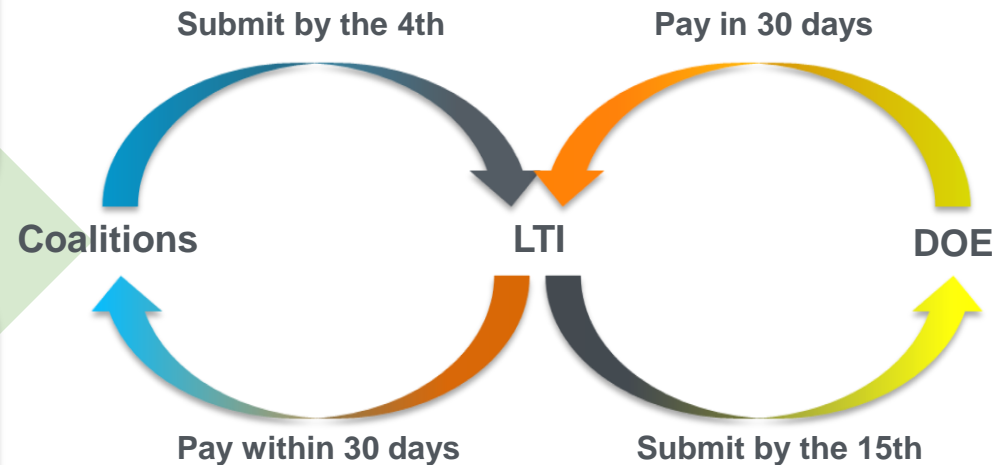 Submit by the 4th
Pay in 30 days
Coalitions
LTI
DOE
Pay within 30 days
Submit by the 15th